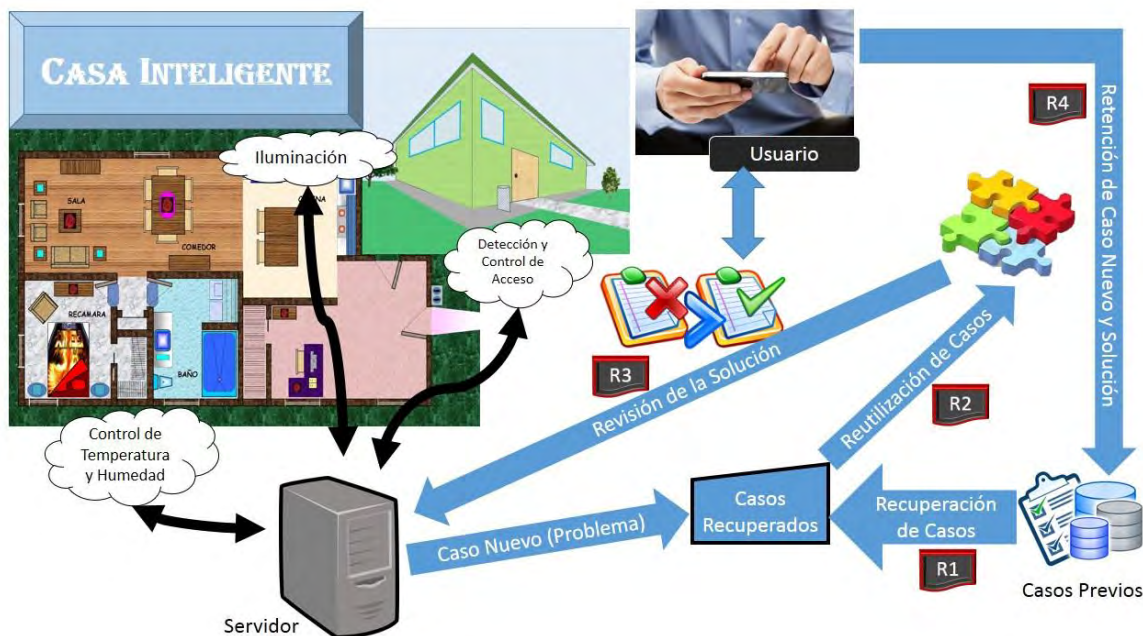 CASA INTELIGENTE
Iluminación
SALA
COMEDOR
RECAMARA
BAÑO
Detección y
Control de
Acceso
Control de
Temperatura
y Humedad
Servidor
Usuario
R4
Retención de Caso Nuevo y Solución
R3
Revisión de la Solución
R2
Reutilización de Casos
Caso Nuevo (Problema)
Casos
Recuperados
Recuperación
de Casos
R1
Casos Previos